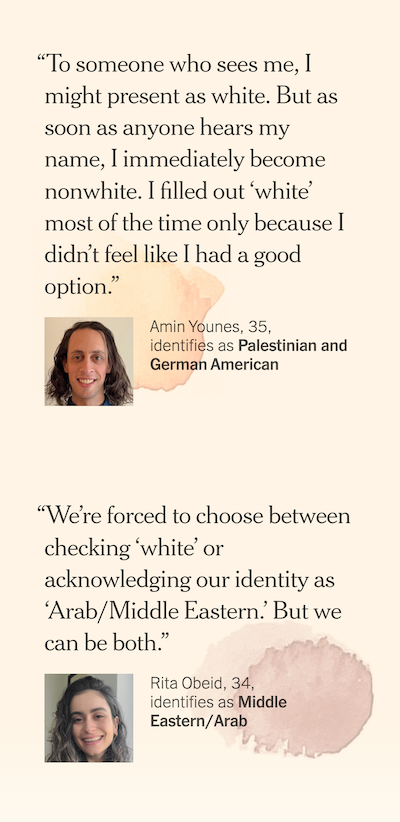 “To someone who sees me, I
might present as white. But as
soon as anyone hears my
name, I immediately become
nonwhite. I filled out ‘white’
most of the time only because I
didn’t feel like I had a good
option.”
Amin Younes, 35,
identifies as Palestinian and
German American
“We’re forced to choose between
checking ‘white’ or
acknowledging our identity as
‘Arab/Middle Eastern.’ But we
can be both.”
Rita Obeid, 34,
identifies as Middle
Eastern/Arab